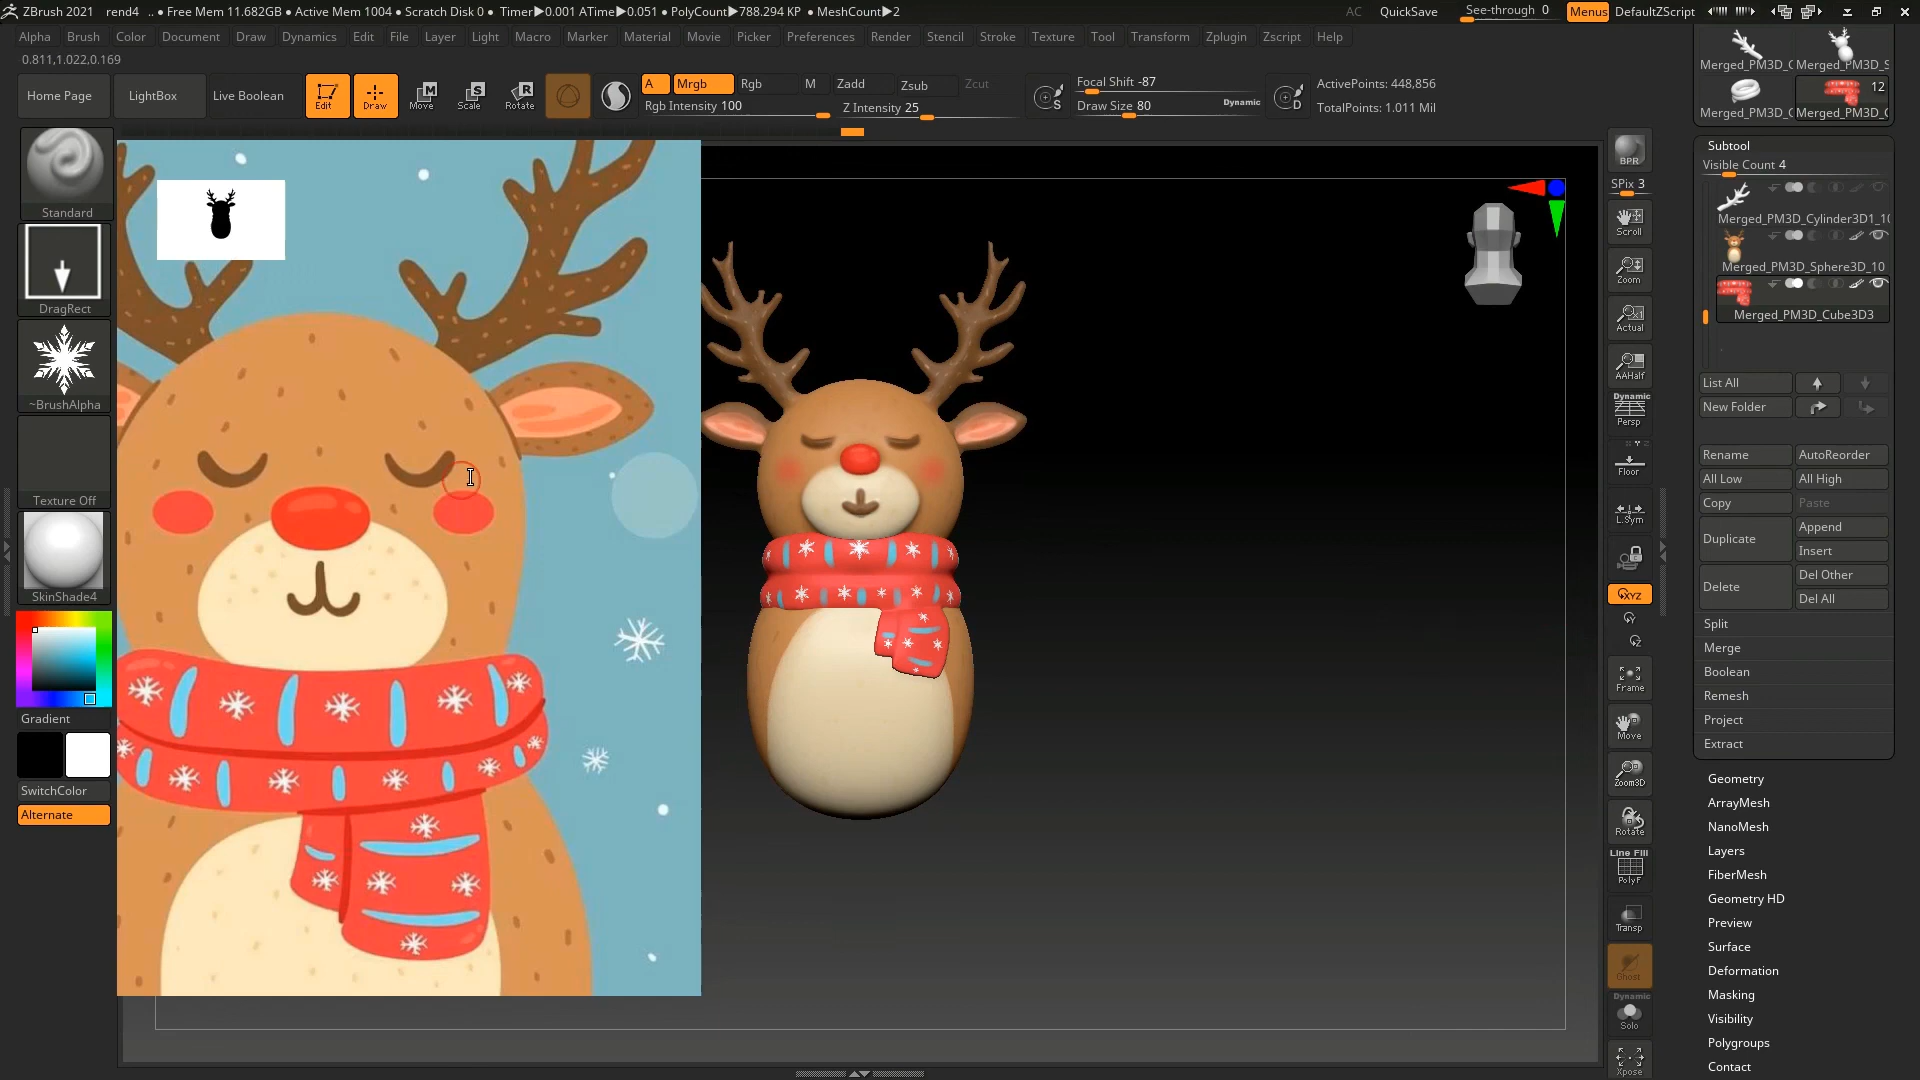 ZBrush 2021 rend4 .. ● Free Mem 11.682GB ● Active Mem 1004 ● Scratch Disk 0 ● Timer▶0.001 ATime▶0.051 ● PolyCount▶788.294 KP ● MeshCount▶2
AC QuickSave See-through 0 Menus DefaultZScript
Alpha Brush Color Document Draw Dynamics Edit File Layer Light Macro Marker Material Movie Picker Preferences Render Stencil Stroke Texture Tool Transform Zplugin Zscript Help
0.811,1.022,0.169
Home Page LightBox Live Boolean
Edit Draw Move Scale Rotate
A Mrgb Rgb M Zadd Zsub Zcut
Rgb Intensity 100 Z Intensity 25
Focal Shift -87
Draw Size 80 Dynamic
ActivePoints: 448,856
TotalPoints: 1.011 Mil
Standard
DragRect
~BrushAlpha
Texture Off
SkinShade4
Gradient
SwitchColor
Alternate
BPR
SPix 3
Scroll
Zoom
Actual
AAHalf
Dynamic
Persp
Floor
L.Sym
XYZ
Frame
Move
Zoom3D
Rotate
Line Fill
PolyF
Transp
Ghost
Dynamic
Solo
Xpose
Merged_PM3D_C Merged_PM3D_S
12
Merged_PM3D_C Merged_PM3D_C
Subtool
Visible Count 4
Merged_PM3D_Cylinder3D1_10
Merged_PM3D_Sphere3D_10
Merged_PM3D_Cube3D3
List All
New Folder
Rename AutoReorder
All Low All High
Copy Paste
Duplicate Append
Insert
Delete Del Other
Del All
Split
Merge
Boolean
Remesh
Project
Extract
Geometry
ArrayMesh
NanoMesh
Layers
FiberMesh
Geometry HD
Preview
Surface
Deformation
Masking
Visibility
Polygroups
Contact